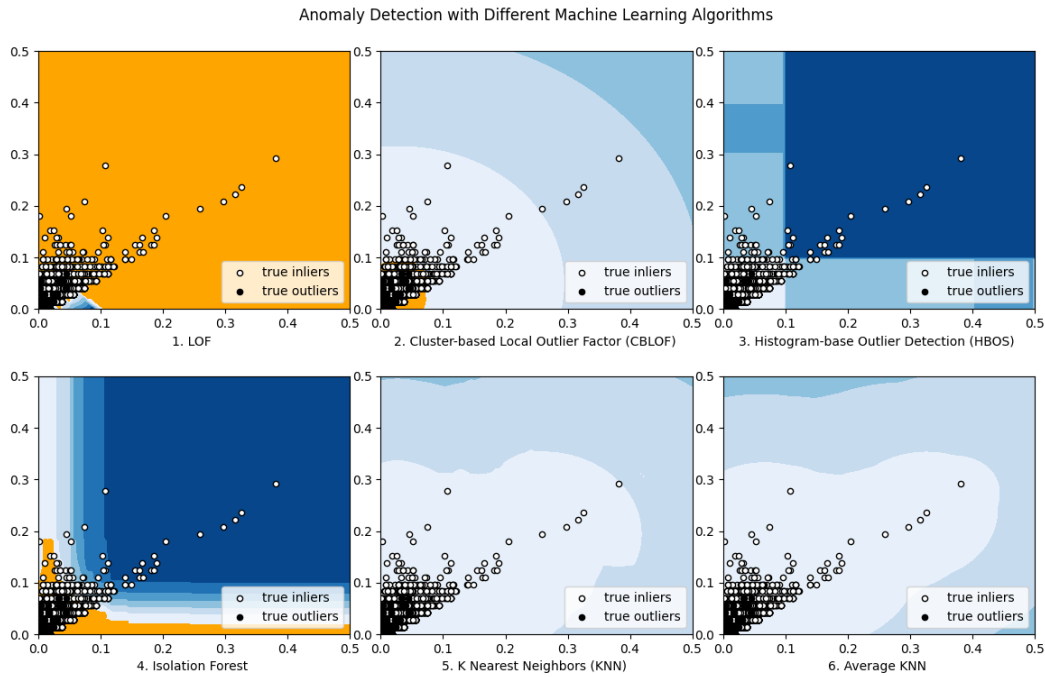 Anomaly Detection with Different Machine Learning Algorithms
0.5
0.4
0.3
0.2
0.1
0.0
true inliers
true outliers
0.0 0.1 0.2 0.3 0.4 0.5
1. LOF
0.5
0.4
0.3
0.2
0.1
0.0
true inliers
true outliers
0.0 0.1 0.2 0.3 0.4 0.5
2. Cluster-based Local Outlier Factor (CBLOF)
0.5
0.4
0.3
0.2
0.1
0.0
true inliers
true outliers
0.0 0.1 0.2 0.3 0.4 0.5
3. Histogram-base Outlier Detection (HBOS)
0.5
0.4
0.3
0.2
0.1
0.0
true inliers
true outliers
0.0 0.1 0.2 0.3 0.4 0.5
4. Isolation Forest
0.5
0.4
0.3
0.2
0.1
0.0
true inliers
true outliers
0.0 0.1 0.2 0.3 0.4 0.5
5. K Nearest Neighbors (KNN)
0.5
0.4
0.3
0.2
0.1
0.0
true inliers
true outliers
0.0 0.1 0.2 0.3 0.4 0.5
6. Average KNN